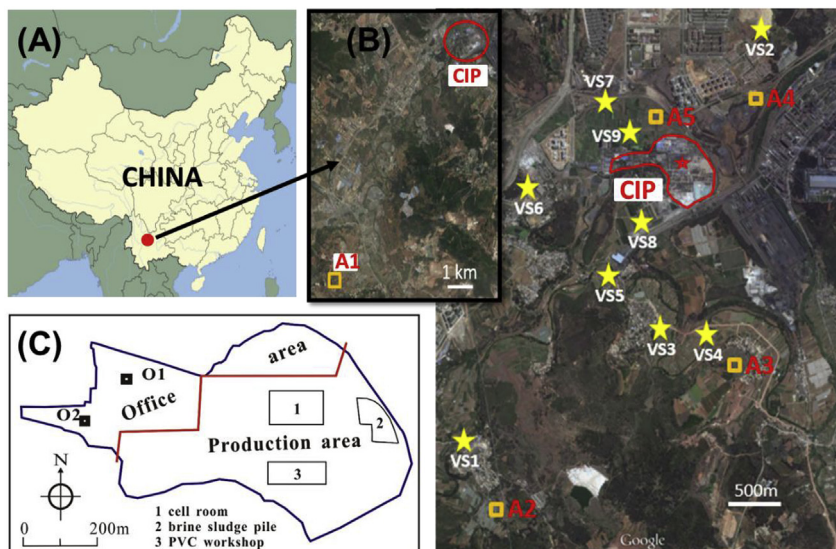 (A)
CHINA
(B)
CIP
A1
1 km
VS2
VS7
A4
A5
VS9
CIP
VS6
VS8
VS5
VS3
VS4
A3
VS1
500m
A2
Google
(C)
area
O1
Office
O2
1
2
Production area
3
N
1 cell room
2 brine sludge pile
3 PVC workshop
0 200m